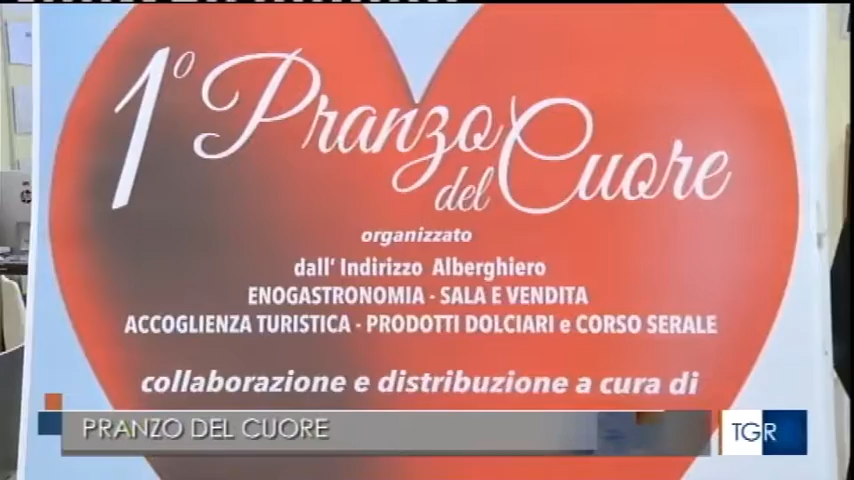 1° Pranzo del Cuore
organizzato
dall' Indirizzo Alberghiero
ENOGASTRONOMIA - SALA E VENDITA
ACCOGLIENZA TURISTICA - PRODOTTI DOLCIARI e CORSO SERALE
collaborazione e distribuzione a cura di
PRANZO DEL CUORE
TGR